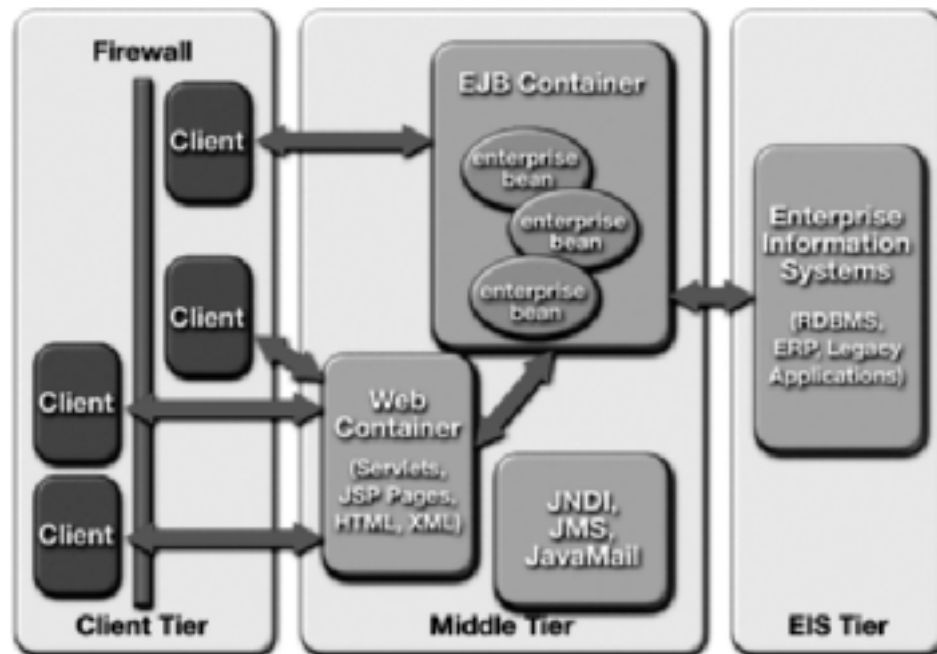 Firewall
Client
Client
Client
Client
Client Tier
EJB Container
enterprise
bean
enterprise
bean
enterprise
bean
Web
Container
(Servlets,
JSP Pages,
HTML, XML)
JNDI,
JMS,
JavaMail
Middle Tier
Enterprise
Information
Systems
(RDBMS,
ERP, Legacy
Applications)
EIS Tier